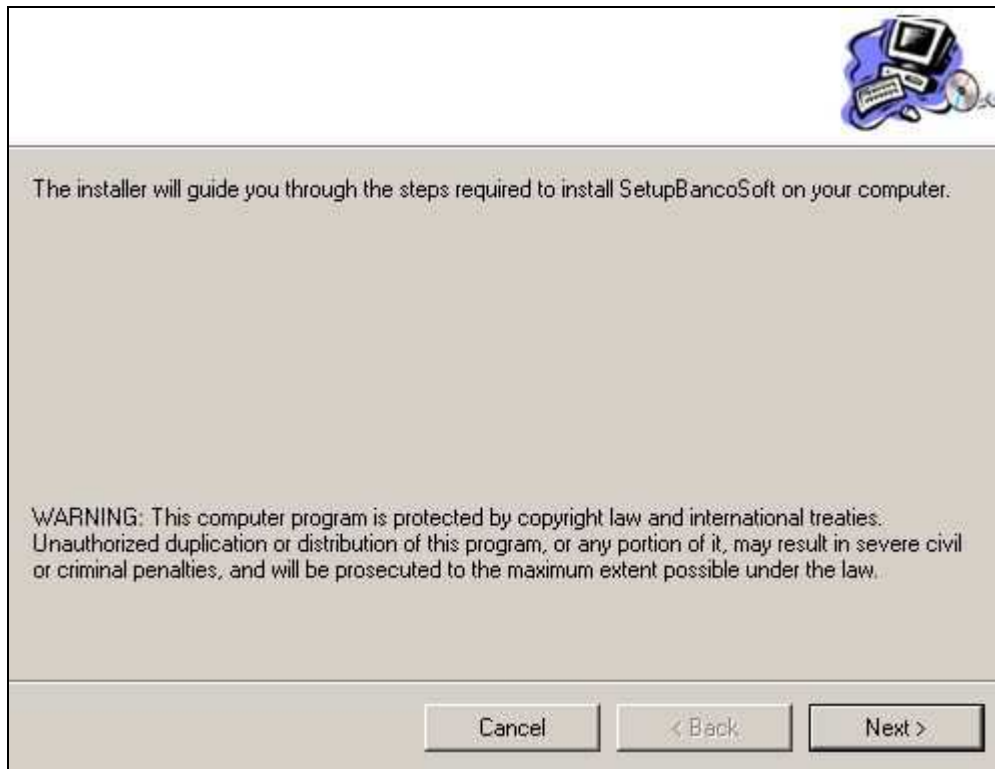 The installer will guide you through the steps required to install SetupBancoSoft on your computer.
WARNING: This computer program is protected by copyright law and international treaties.
Unauthorized duplication or distribution of this program, or any portion of it, may result in severe civil
or criminal penalties, and will be prosecuted to the maximum extent possible under the law.
Cancel
< Back
Next >